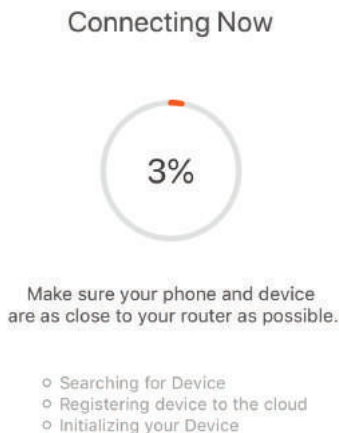 Connecting Now
3%
Make sure your phone and device
are as close to your router as possible.
Searching for Device
Registering device to the cloud
Initializing your Device